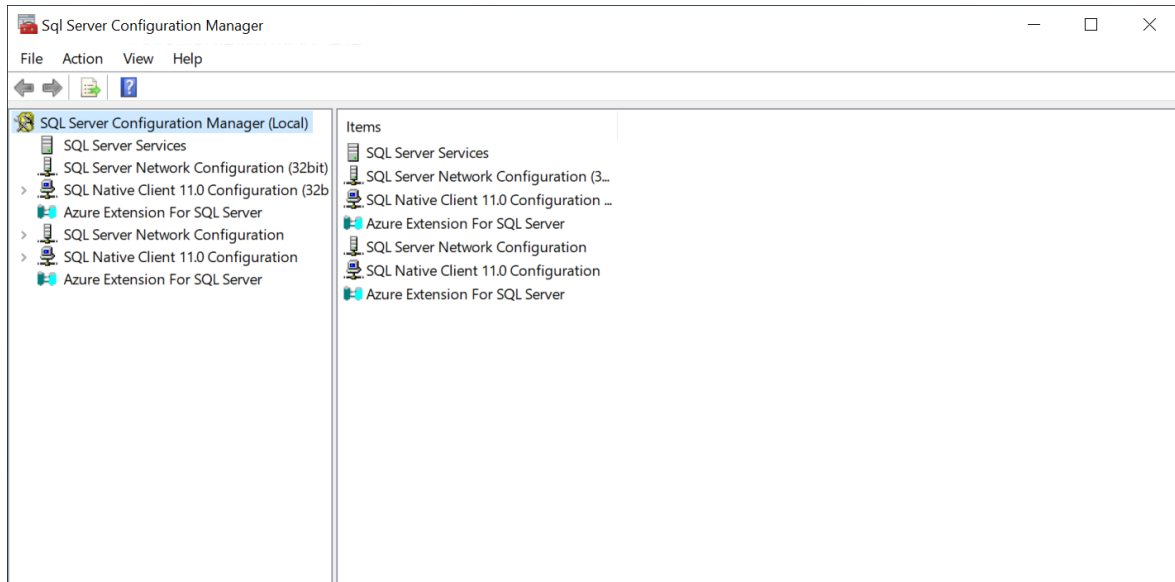 Sql Server Configuration Manager
File Action View Help
SQL Server Configuration Manager (Local)
SQL Server Services
SQL Server Network Configuration (32bit)
SQL Native Client 11.0 Configuration (32b
Azure Extension For SQL Server
SQL Server Network Configuration
SQL Native Client 11.0 Configuration
Azure Extension For SQL Server
Items
SQL Server Services
SQL Server Network Configuration (3...
SQL Native Client 11.0 Configuration ...
Azure Extension For SQL Server
SQL Server Network Configuration
SQL Native Client 11.0 Configuration
Azure Extension For SQL Server